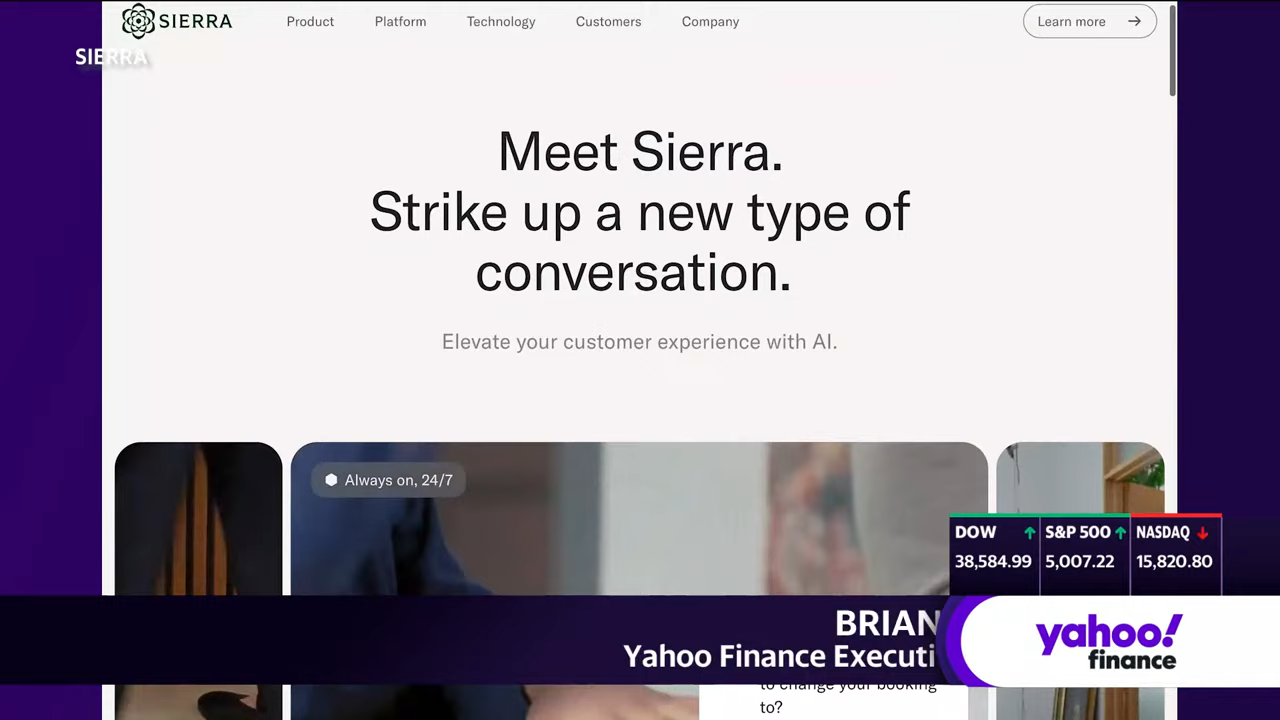 SIERRA
Product
Platform
Technology
Customers
Company
Learn more
SIERRA
Meet Sierra.
Strike up a new type of
conversation.
Elevate your customer experience with AI.
Always on, 24/7
DOW
38,584.99
S&P 500
5,007.22
NASDAQ
15,820.80
BRIAN
Yahoo Finance Executi
yahoo!
finance
to change your booking
to?